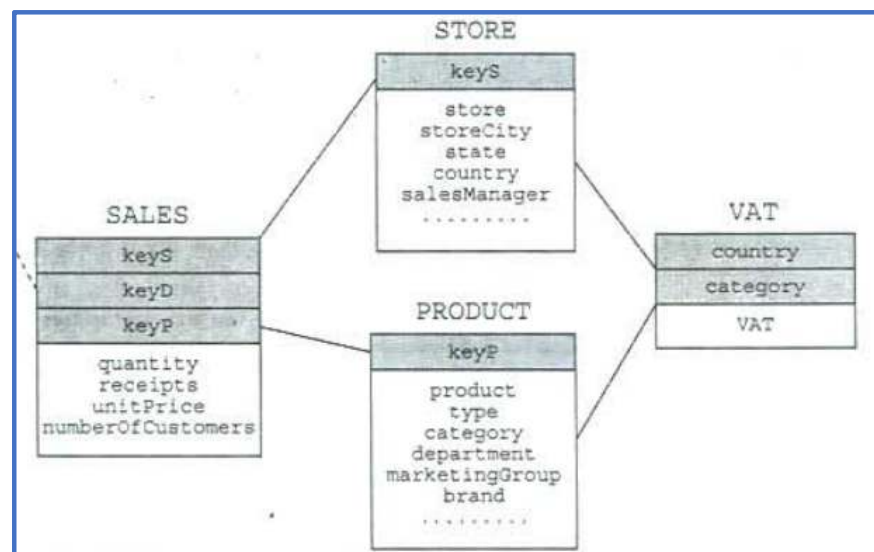 STORE
keyS
store
storeCity
state
country
salesManager
.........
SALES
keyS
keyD
keyP
quantity
receipts
unitPrice
numberOfCustomers
PRODUCT
keyP
product
type
category
department
marketingGroup
brand
.........
VAT
country
category
VAT